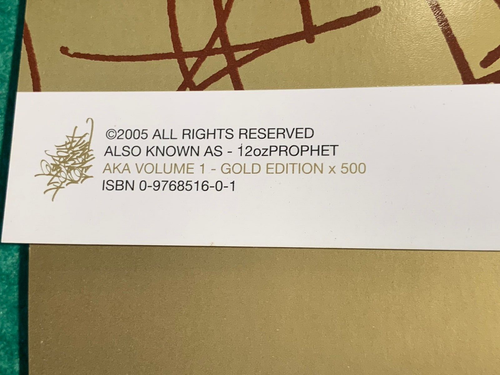 ©2005 ALL RIGHTS RESERVED
ALSO KNOWN AS - 12ozPROPHET
AKA VOLUME 1 - GOLD EDITION x 500
ISBN 0-9768516-0-1